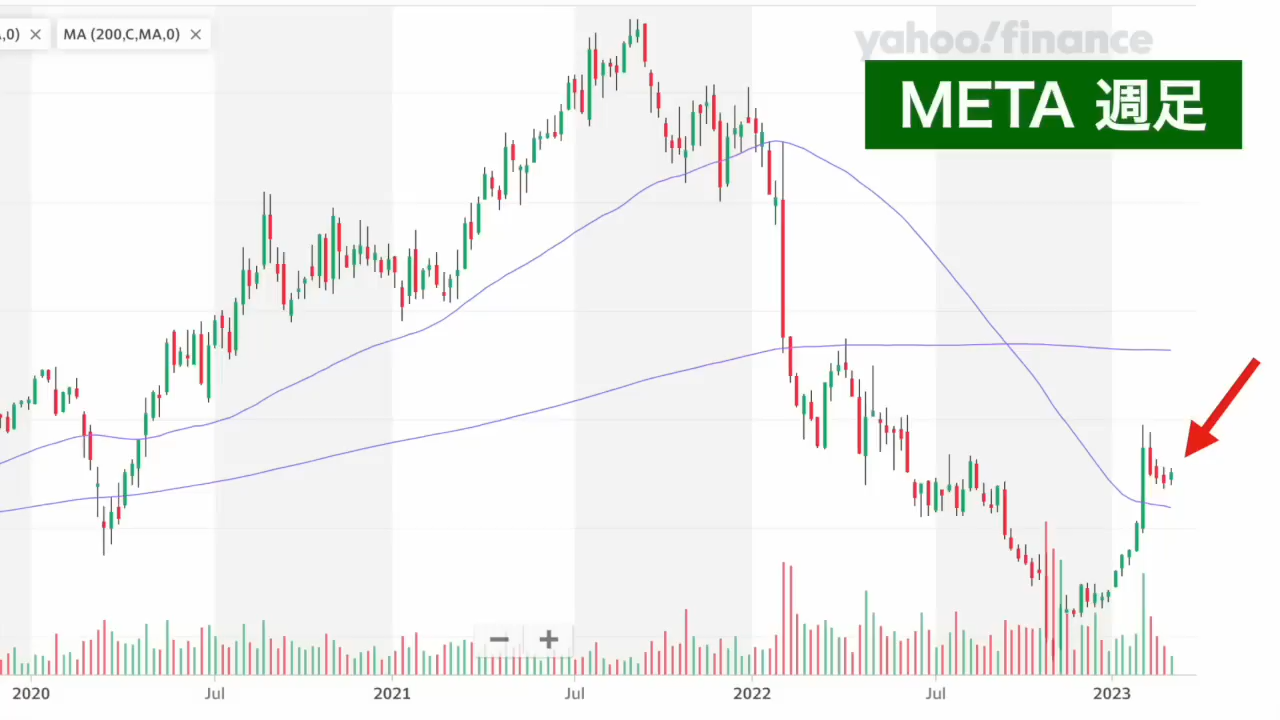 ,0) ×
MA (200,C,MA,0) ×
yahoo!finance
META 週足
− +
2020 Jul 2021 Jul 2022 Jul 2023